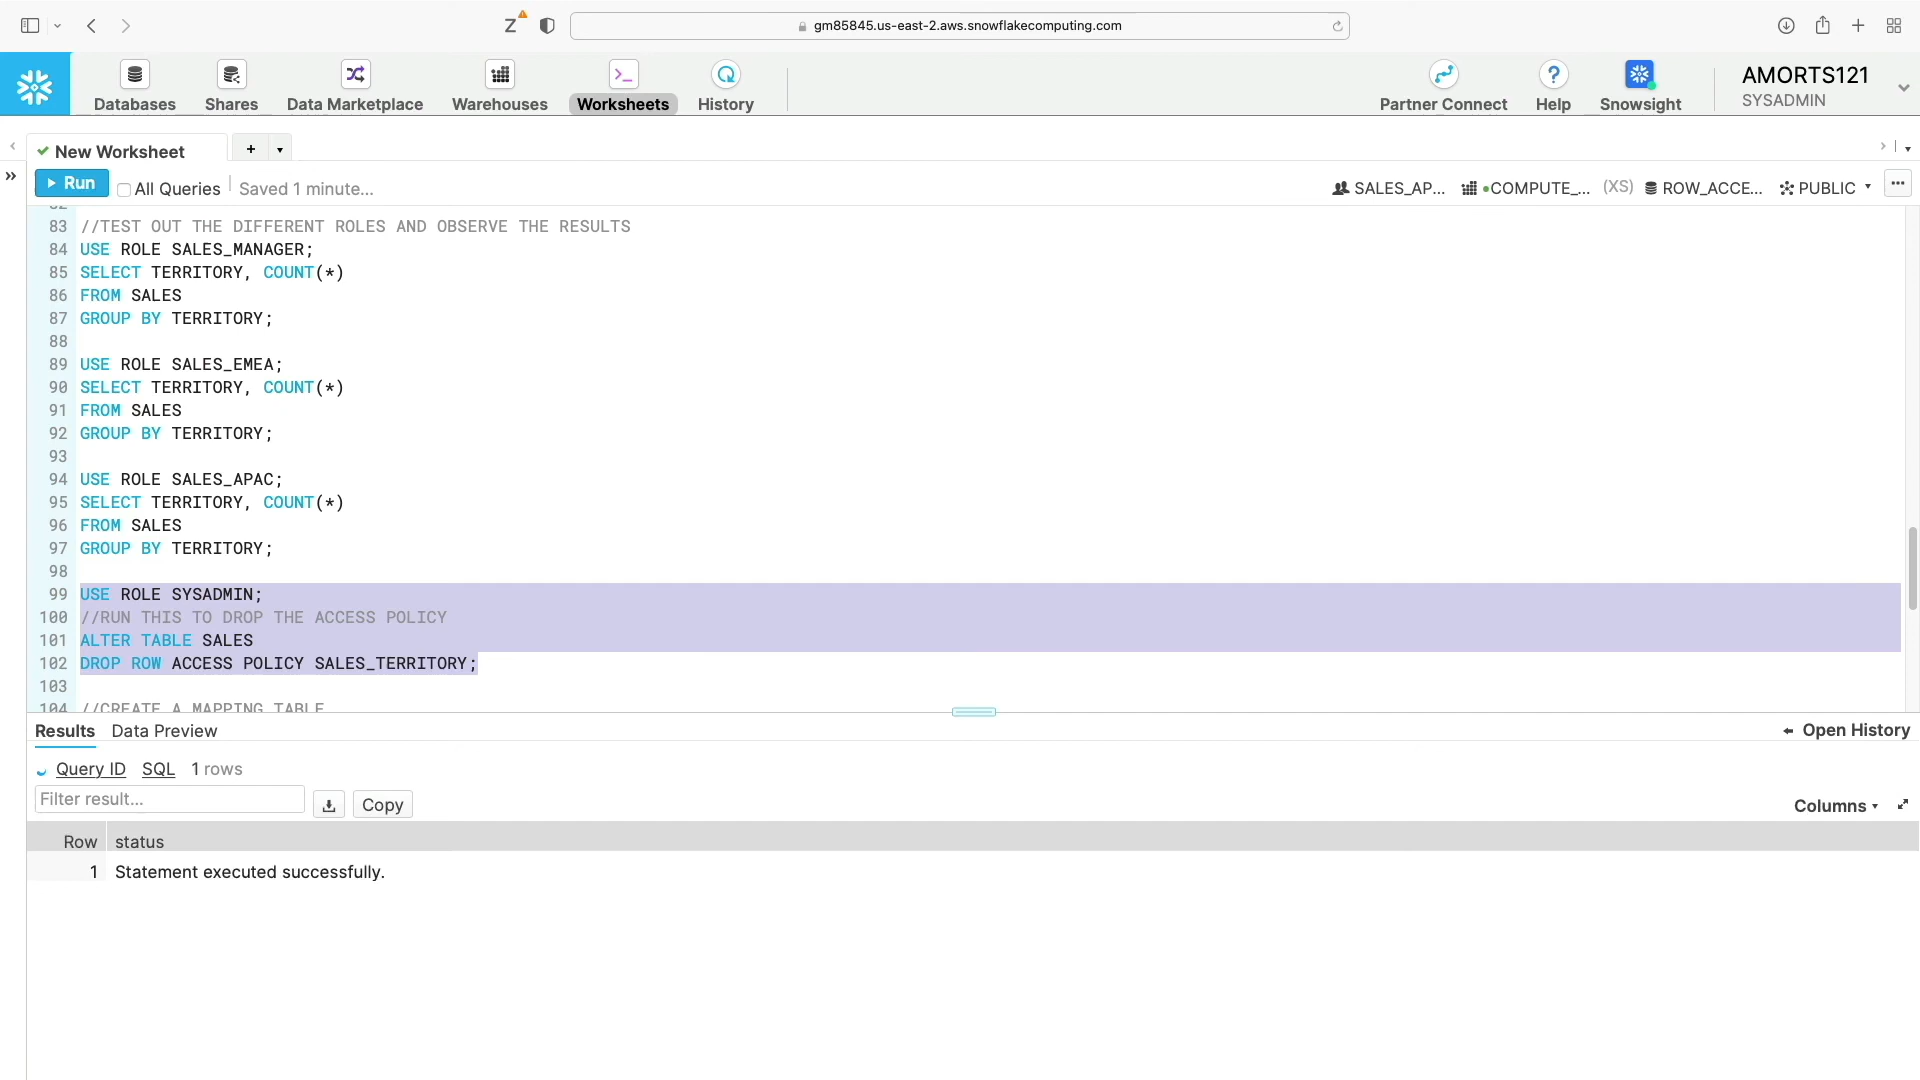 Z
gm85845.us-east-2.aws.snowflakecomputing.com
Databases
Shares
Data Marketplace
Warehouses
Worksheets
History
Partner Connect
Help
Snowsight
AMORTS121
SYSADMIN
New Worksheet
+
Run
All Queries
Saved 1 minute...
SALES_AP...
COMPUTE_...
(XS)
ROW_ACCE...
PUBLIC
82
83 //TEST OUT THE DIFFERENT ROLES AND OBSERVE THE RESULTS
84 USE ROLE SALES_MANAGER;
85 SELECT TERRITORY, COUNT(*)
86 FROM SALES
87 GROUP BY TERRITORY;
88
89 USE ROLE SALES_EMEA;
90 SELECT TERRITORY, COUNT(*)
91 FROM SALES
92 GROUP BY TERRITORY;
93
94 USE ROLE SALES_APAC;
95 SELECT TERRITORY, COUNT(*)
96 FROM SALES
97 GROUP BY TERRITORY;
98
99 USE ROLE SYSADMIN;
100 //RUN THIS TO DROP THE ACCESS POLICY
101 ALTER TABLE SALES
102 DROP ROW ACCESS POLICY SALES_TERRITORY;
103
104 //CREATE A MAPPING TABLE
Results
Data Preview
Open History
Query ID
SQL
1 rows
Filter result...
Copy
Columns
Row status
1 Statement executed successfully.